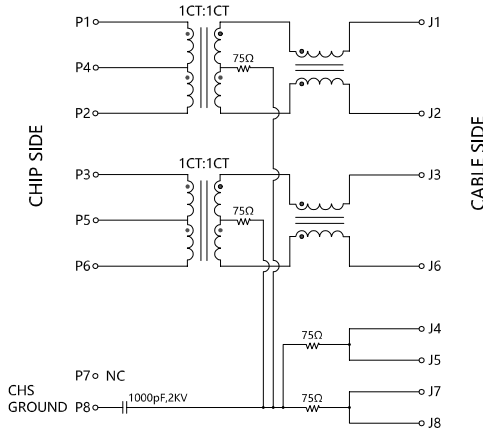 1CT:1CT
P1
J1
75Ω
P4
P2
J2
CHIP SIDE
CABLE SIDE
1CT:1CT
P3
J3
75Ω
P5
P6
J6
75Ω
J4
J5
P7 NC
75Ω
J7
CHS
GROUND P8
1000pF,2KV
J8